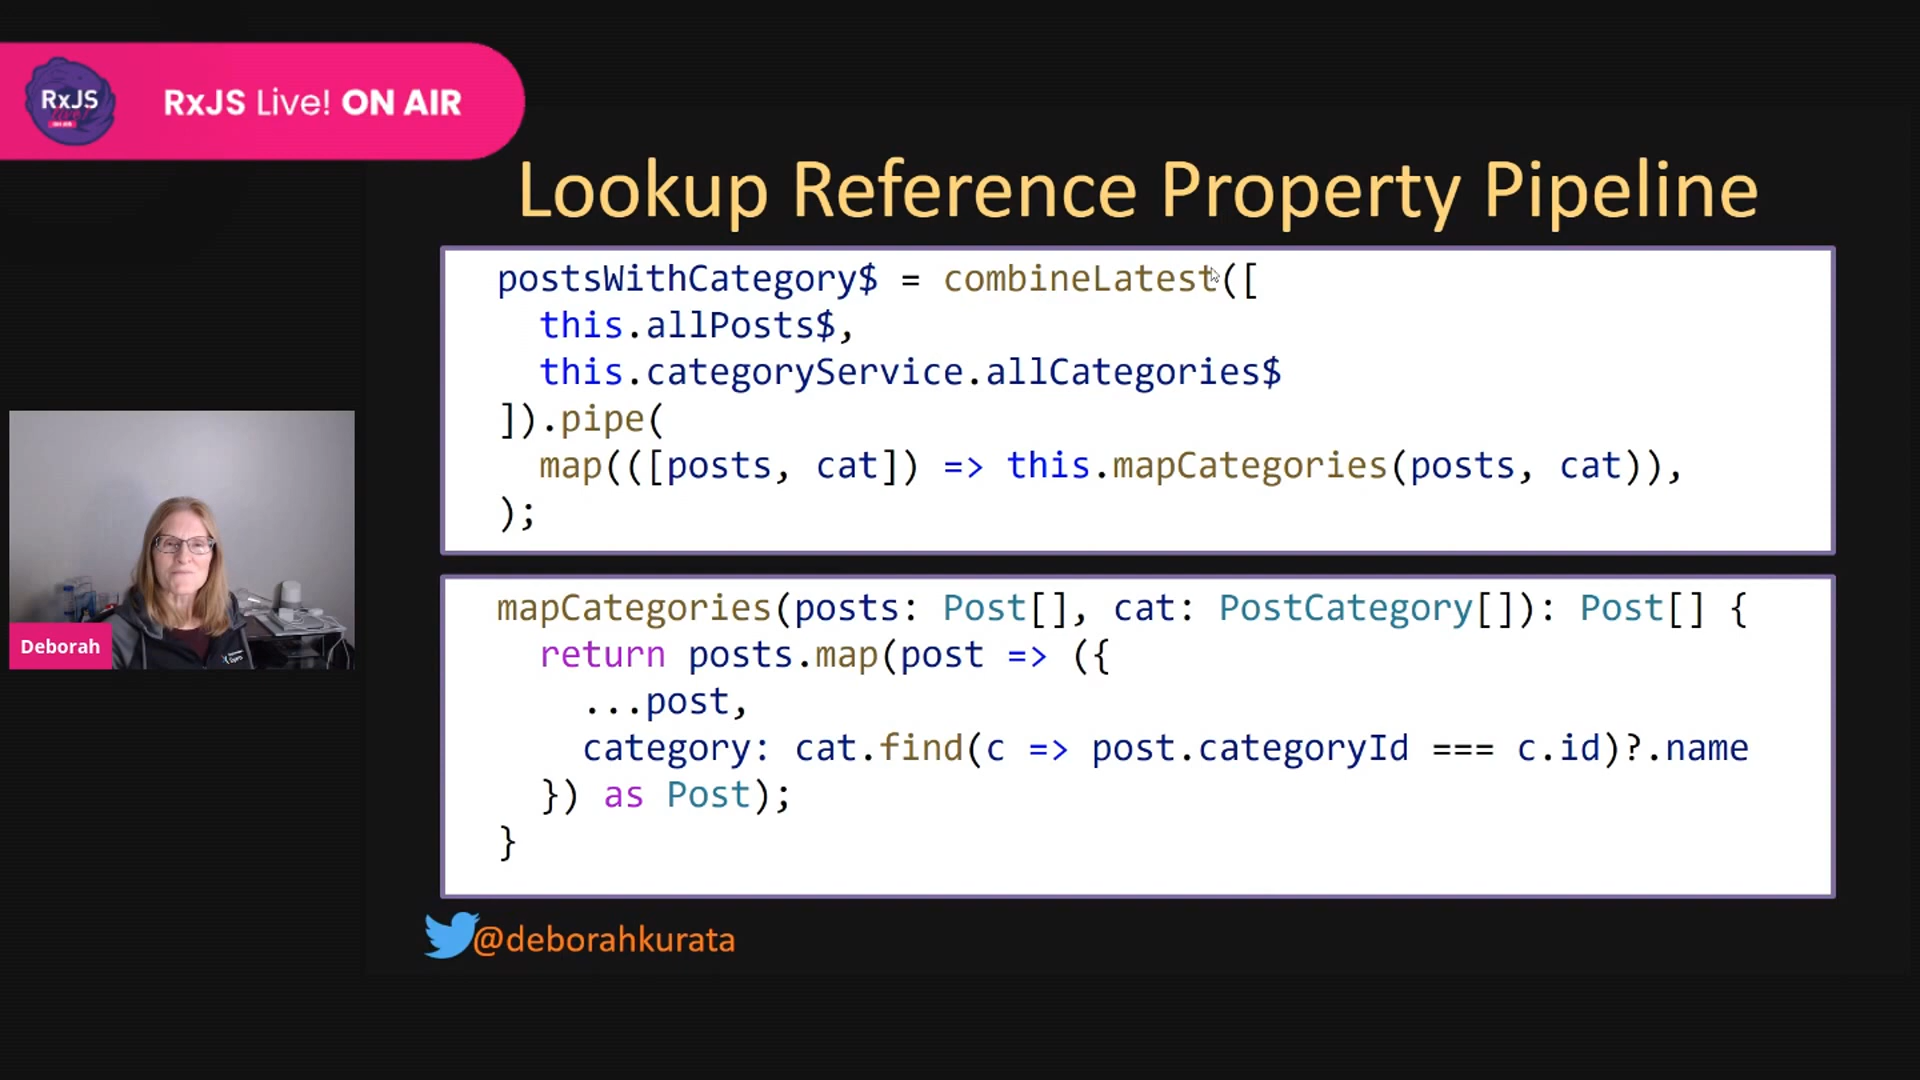 RxJS
RxJS Live! ON AIR
Lookup Reference Property Pipeline
postsWithCategory$ = combineLatest([
this.allPosts$,
this.categoryService.allCategories$
]).pipe(
map(([posts, cat]) => this.mapCategories(posts, cat)),
);
mapCategories(posts: Post[], cat: PostCategory[]): Post[] {
return posts.map(post => ({
...post,
category: cat.find(c => post.categoryId === c.id)?.name
}) as Post);
}
Deborah
@deborahkurata